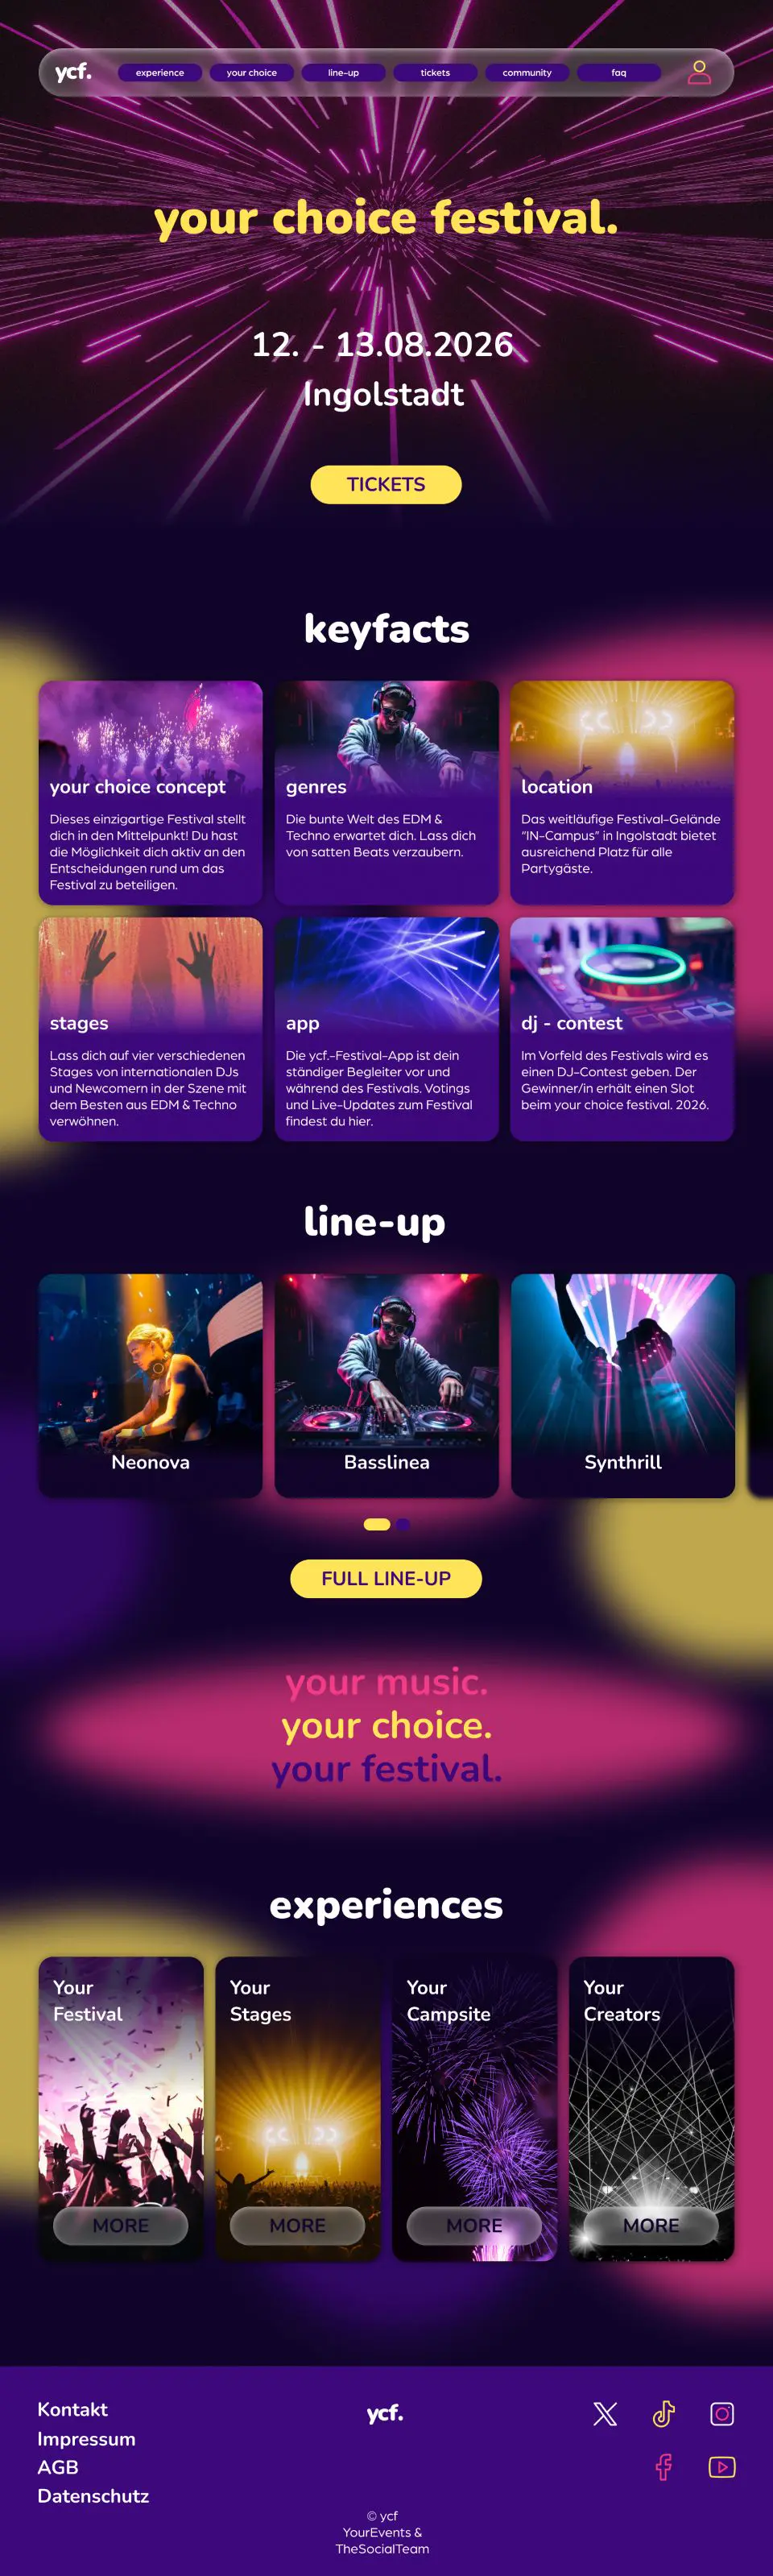 ycf.
experience
your choice
line-up
tickets
community
faq
your choice festival.
12. - 13.08.2026
Ingolstadt
TICKETS
keyfacts
your choice concept
Dieses einzigartige Festival stellt
dich in den Mittelpunkt! Du hast
die Möglichkeit dich aktiv an den
Entscheidungen rund um das
Festival zu beteiligen.
genres
Die bunte Welt des EDM &
Techno erwartet dich. Lass dich
von satten Beats verzaubern.
location
Das weitläufige Festival-Gelände
"IN-Campus" in Ingolstadt bietet
ausreichend Platz für alle
Partygäste.
stages
Lass dich auf vier verschiedenen
Stages von internationalen DJs
und Newcomern in der Szene mit
dem Besten aus EDM & Techno
verwöhnen.
app
Die ycf.-Festival-App ist dein
ständiger Begleiter vor und
während des Festivals. Votings
und Live-Updates zum Festival
findest du hier.
dj - contest
Im Vorfeld des Festivals wird es
einen DJ-Contest geben. Der
Gewinner/in erhält einen Slot
beim your choice festival. 2026.
line-up
Neonova
Basslinea
Synthrill
FULL LINE-UP
your music.
your choice.
your festival.
experiences
Your
Festival
MORE
Your
Stages
MORE
Your
Campsite
MORE
Your
Creators
MORE
Kontakt
Impressum
AGB
Datenschutz
ycf.
© ycf
YourEvents &
TheSocialTeam